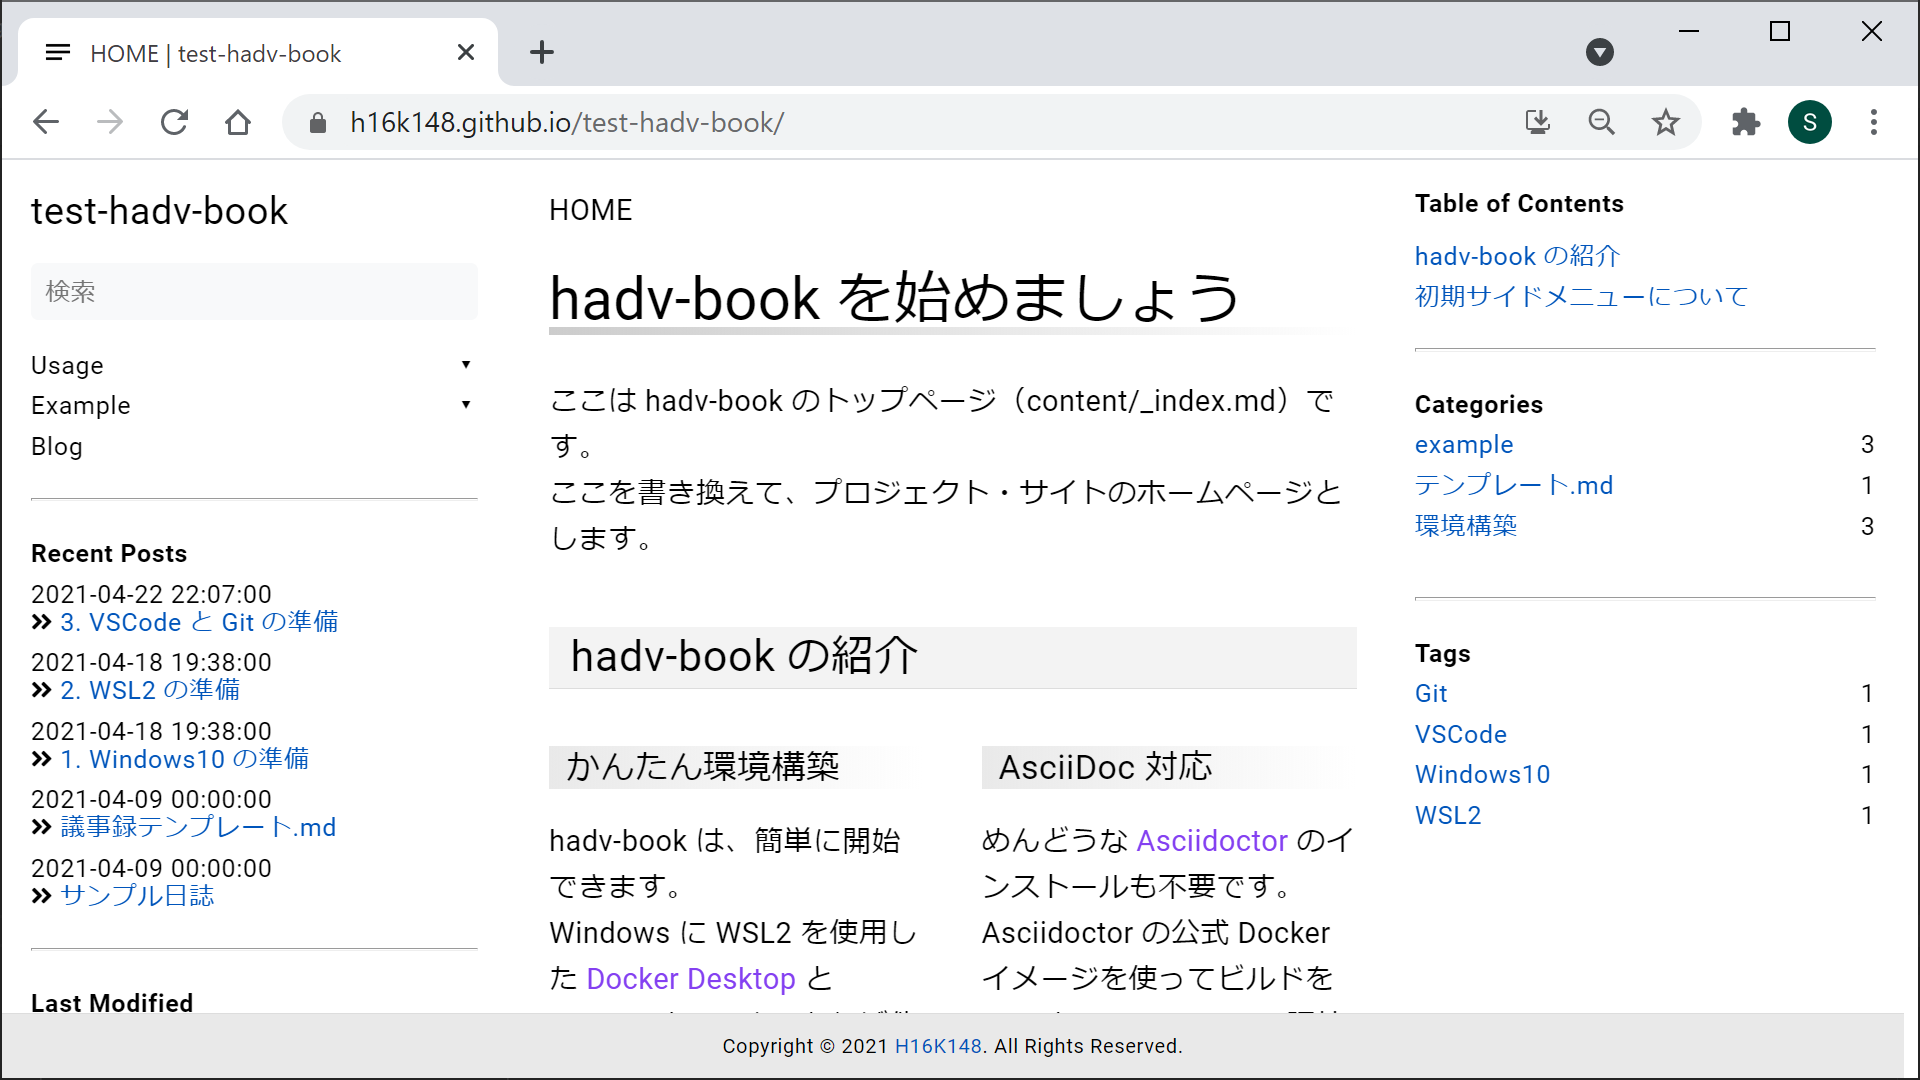 HOME | test-hadv-book
h16k148.github.io/test-hadv-book/
S
test-hadv-book
検索
Usage
Example
Blog
Recent Posts
2021-04-22 22:07:00
3. VSCode と Git の準備
2021-04-18 19:38:00
2. WSL2 の準備
2021-04-18 19:38:00
1. Windows10 の準備
2021-04-09 00:00:00
議事録テンプレート.md
2021-04-09 00:00:00
サンプル日誌
Last Modified
HOME
hadv-book を始めましょう
ここは hadv-book のトップページ（content/_index.md）で
す。
ここを書き換えて、プロジェクト・サイトのホームページと
します。
hadv-book の紹介
かんたん環境構築
hadv-book は、簡単に開始
できます。
Windows に WSL2 を使用し
た Docker Desktop と
AsciiDoc 対応
めんどうな Asciidoctor のイ
ンストールも不要です。
Asciidoctor の公式 Docker
イメージを使ってビルドを
Table of Contents
hadv-book の紹介
初期サイドメニューについて
Categories
example 3
テンプレート.md 1
環境構築 3
Tags
Git 1
VSCode 1
Windows10 1
WSL2 1
Copyright © 2021 H16K148. All Rights Reserved.